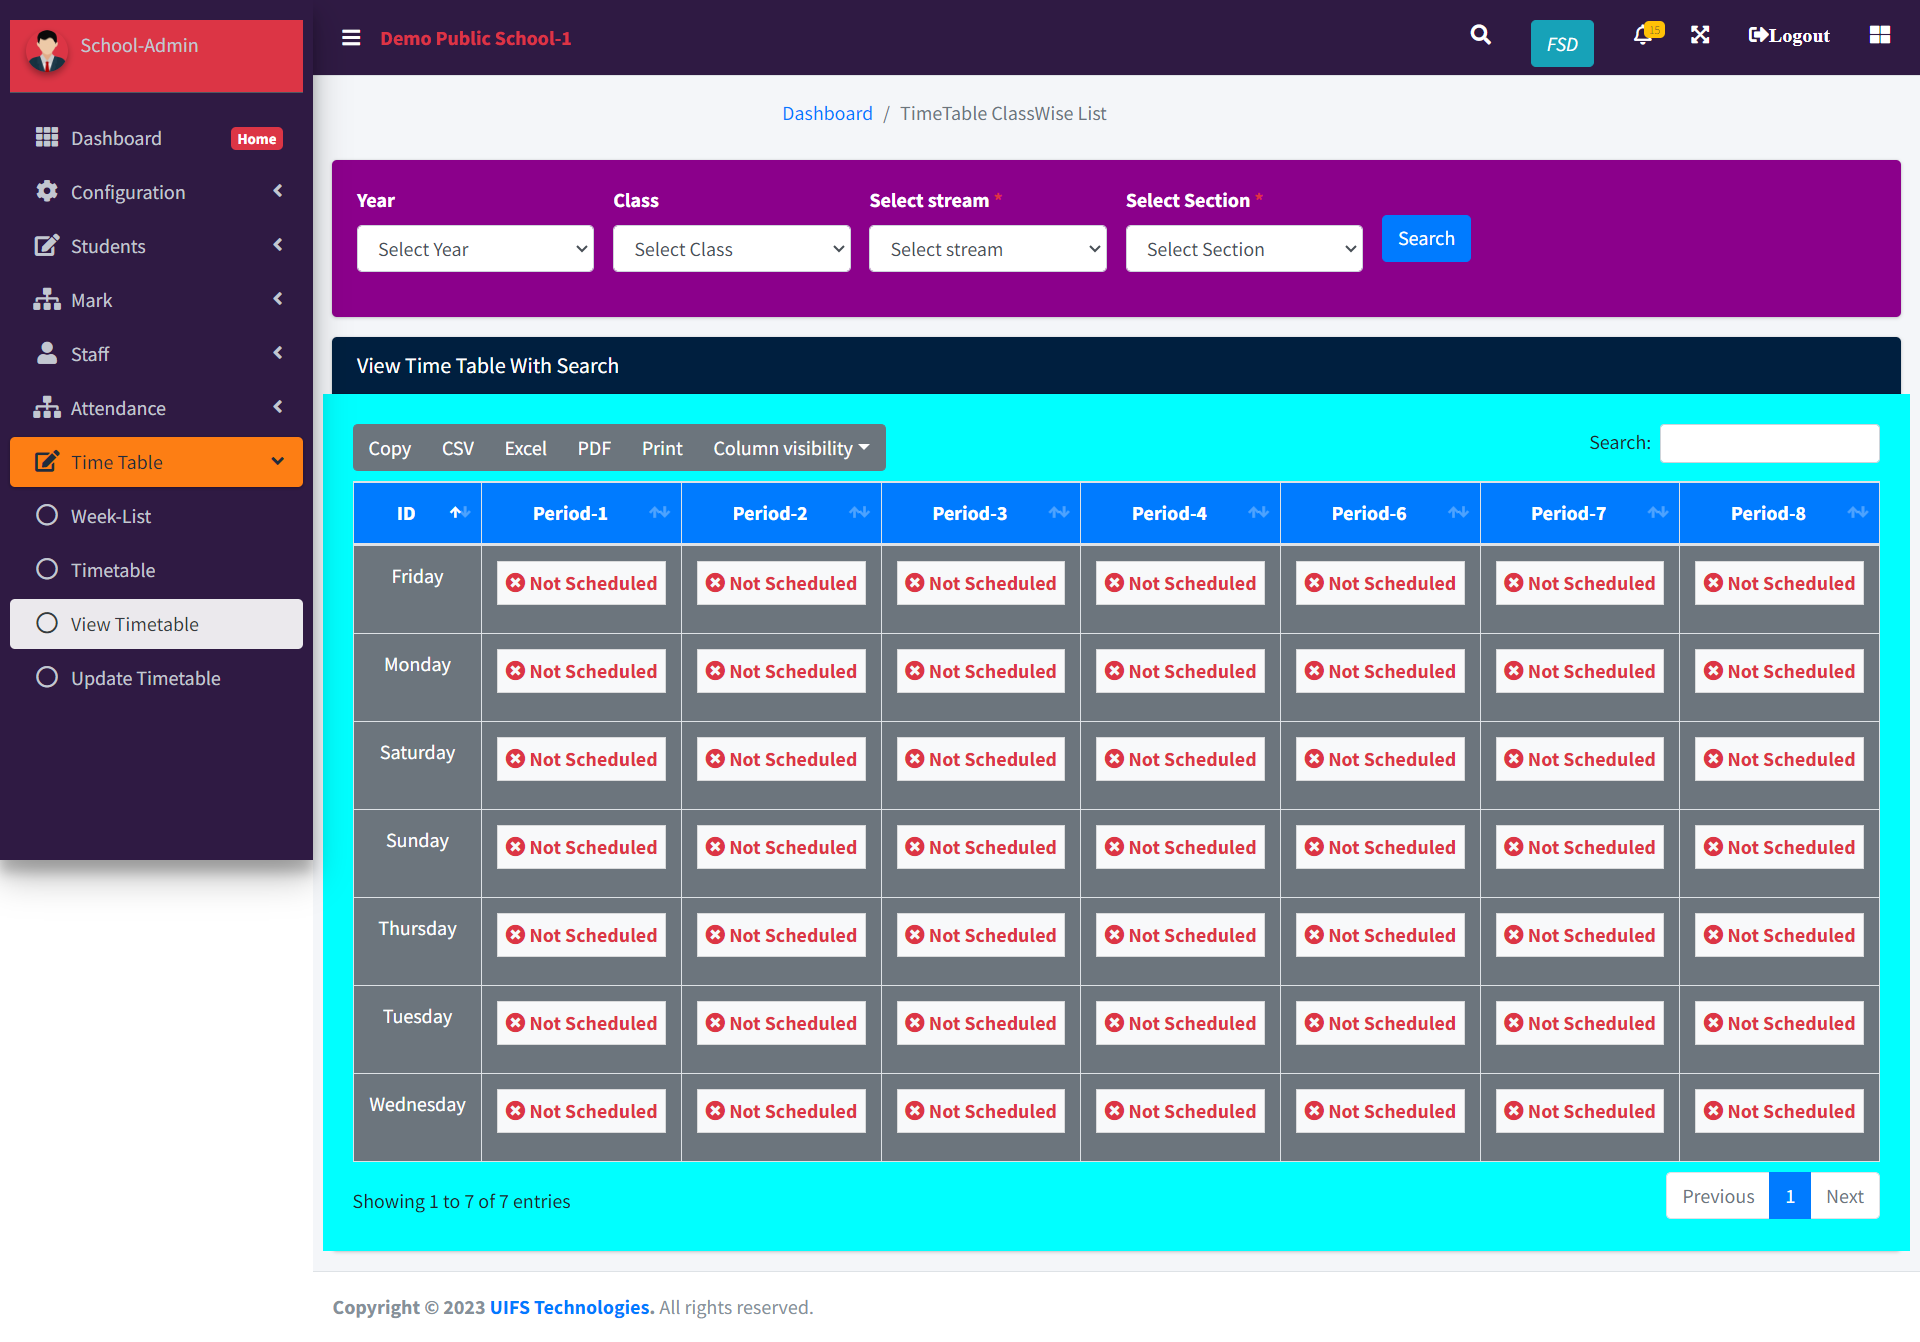 School-Admin
Dashboard Home
Configuration
Students
Mark
Staff
Attendance
Time Table
Week-List
Timetable
View Timetable
Update Timetable
Demo Public School-1
FSD
15
Logout
Dashboard / TimeTable ClassWise List
Year Class Select stream * Select Section *
Select Year Select Class Select stream Select Section Search
View Time Table With Search
Copy CSV Excel PDF Print Column visibility Search:
ID Period-1 Period-2 Period-3 Period-4 Period-6 Period-7 Period-8
Friday Not Scheduled Not Scheduled Not Scheduled Not Scheduled Not Scheduled Not Scheduled Not Scheduled
Monday Not Scheduled Not Scheduled Not Scheduled Not Scheduled Not Scheduled Not Scheduled Not Scheduled
Saturday Not Scheduled Not Scheduled Not Scheduled Not Scheduled Not Scheduled Not Scheduled Not Scheduled
Sunday Not Scheduled Not Scheduled Not Scheduled Not Scheduled Not Scheduled Not Scheduled Not Scheduled
Thursday Not Scheduled Not Scheduled Not Scheduled Not Scheduled Not Scheduled Not Scheduled Not Scheduled
Tuesday Not Scheduled Not Scheduled Not Scheduled Not Scheduled Not Scheduled Not Scheduled Not Scheduled
Wednesday Not Scheduled Not Scheduled Not Scheduled Not Scheduled Not Scheduled Not Scheduled Not Scheduled
Showing 1 to 7 of 7 entries
Previous 1 Next
Copyright © 2023 UIFS Technologies. All rights reserved.